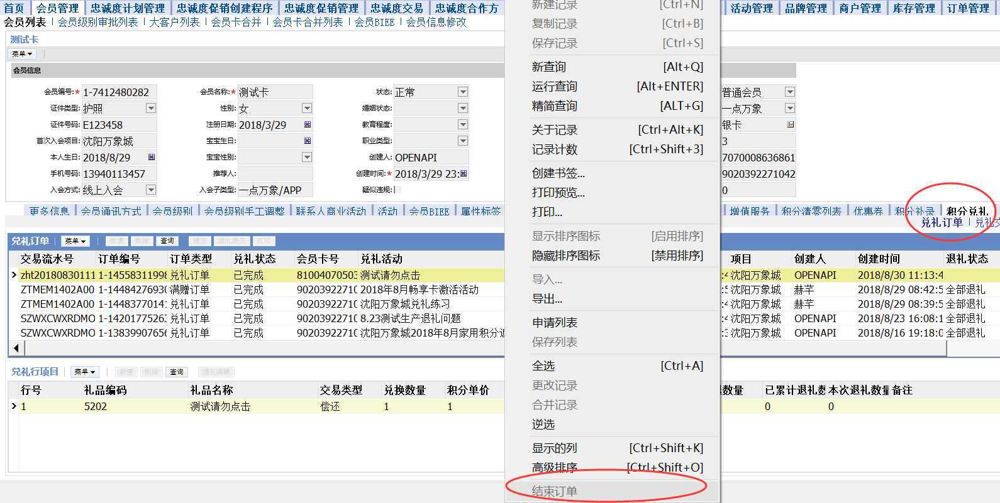 首页 会员管理 忠诚度计划管理 忠诚度促销创建程序 忠诚度促销管理 忠诚度交易 忠诚度合作方 活动管理 品牌管理 商户管理 库存管理 订单管理
会员列表 | 会员级别审批列表 | 大客户列表 | 会员卡合并 | 会员卡合并列表 | 会员BIEE | 会员信息修改
测试卡
菜单
会员信息
会员编号:★ 1-7412480282 会员名称:★ 测试卡 状态: 正常 普通会员
证件类型: 护照 性别: 女 婚姻状态: 一点万象
证件号码: E123458 注册日期: 2018/3/29 教育程度: 银卡
首次入会项目: 沈阳万象城 宝宝生日: 职业类型: 3
本人生日: 2018/8/29 宝宝性别: 创建人: OPENAPI 7070008636861
手机号码: 13940113457 推荐人: 创建时间:★ 2018/3/29 23: 9020392271042
入会方式: 线上入会 入会子类型: 一点万象/APP 疑似违规: 0
更多信息 会员通讯方式 会员级别 会员级别手工调整 联系人商业活动 活动 会员BIEE 属性标签 增值服务 积分清零列表 优惠券 积分补录 积分兑礼
兑礼订单 | 兑礼交
兑礼订单 菜单 新建 删除 查询 提交 退礼提交 打印
交易流水号 订单编号 订单类型 兑礼状态 会员卡号 兑礼活动 项目 创建人 创建时间 退礼状态
zht20180830111 1-14558311998 兑礼订单 已完成 81004070503 测试请勿点击 沈阳万象城 OPENAPI 2018/8/30 11:13:4
ZTMEM1402A00 1-14484276930 满赠订单 已完成 90203922710 2018年8月畅享卡激活活动 沈阳万象城 赫芊 2018/8/29 08:42:5 全部退礼
ZTMEM1402A00 1-14483770141 兑礼订单 已完成 90203922710 沈阳万象城兑礼练习 沈阳万象城 赫芊 2018/8/29 08:39:5 全部退礼
SZWXCWXRDMO 1-14201775263 兑礼订单 已完成 90203922710 8.23测试生产退礼问题 沈阳万象城 OPENAPI 2018/8/23 16:08:1 全部退礼
SZWXCWXRDMO 1-13839907656 兑礼订单 已完成 90203922710 沈阳万象城2018年8月家用积分 沈阳万象城 OPENAPI 2018/8/16 19:18:0 全部退礼
兑礼行项目 菜单 新建 删除 查询 退礼编辑
行号 礼品编码 礼品名称 交易类型 兑换数量 积分单价 数量 已累计退礼数 本次退礼数量 备注
1 5202 测试请勿点击 偿还 1 1 0 0
新建记录 [Ctrl+N]
复制记录 [Ctrl+B]
保存记录 [Ctrl+S]
新查询 [Alt+Q]
运行查询 [Alt+ENTER]
精简查询 [ALT+G]
关于记录 [Ctrl+Alt+K]
记录计数 [Ctrl+Shift+3]
创建书签...
打印预览...
打印...
显示排序图标 [启用排序]
隐藏排序图标 [禁用排序]
导入...
导出...
申请列表
保存列表
全选 [Ctrl+A]
更改记录
合并记录
逆选
显示的列 [Ctrl+Shift+K]
高级排序 [Ctrl+Shift+O]
结束订单